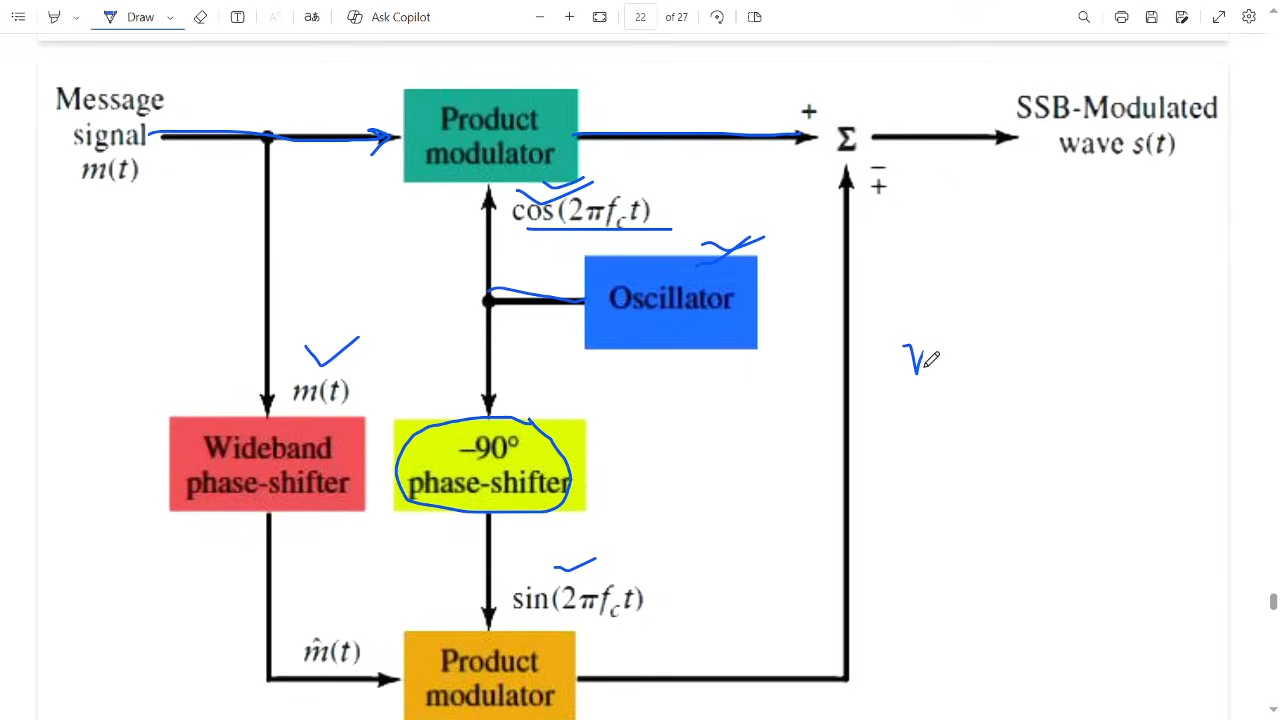 Draw
Ask Copilot
22 of 27
Message
signal
m(t)
Product
modulator
+
Σ
−
+
SSB-Modulated
wave s(t)
cos(2πf_c t)
Oscillator
m(t)
Wideband
phase-shifter
–90°
phase-shifter
sin(2πf_c t)
m̂(t)
Product
modulator